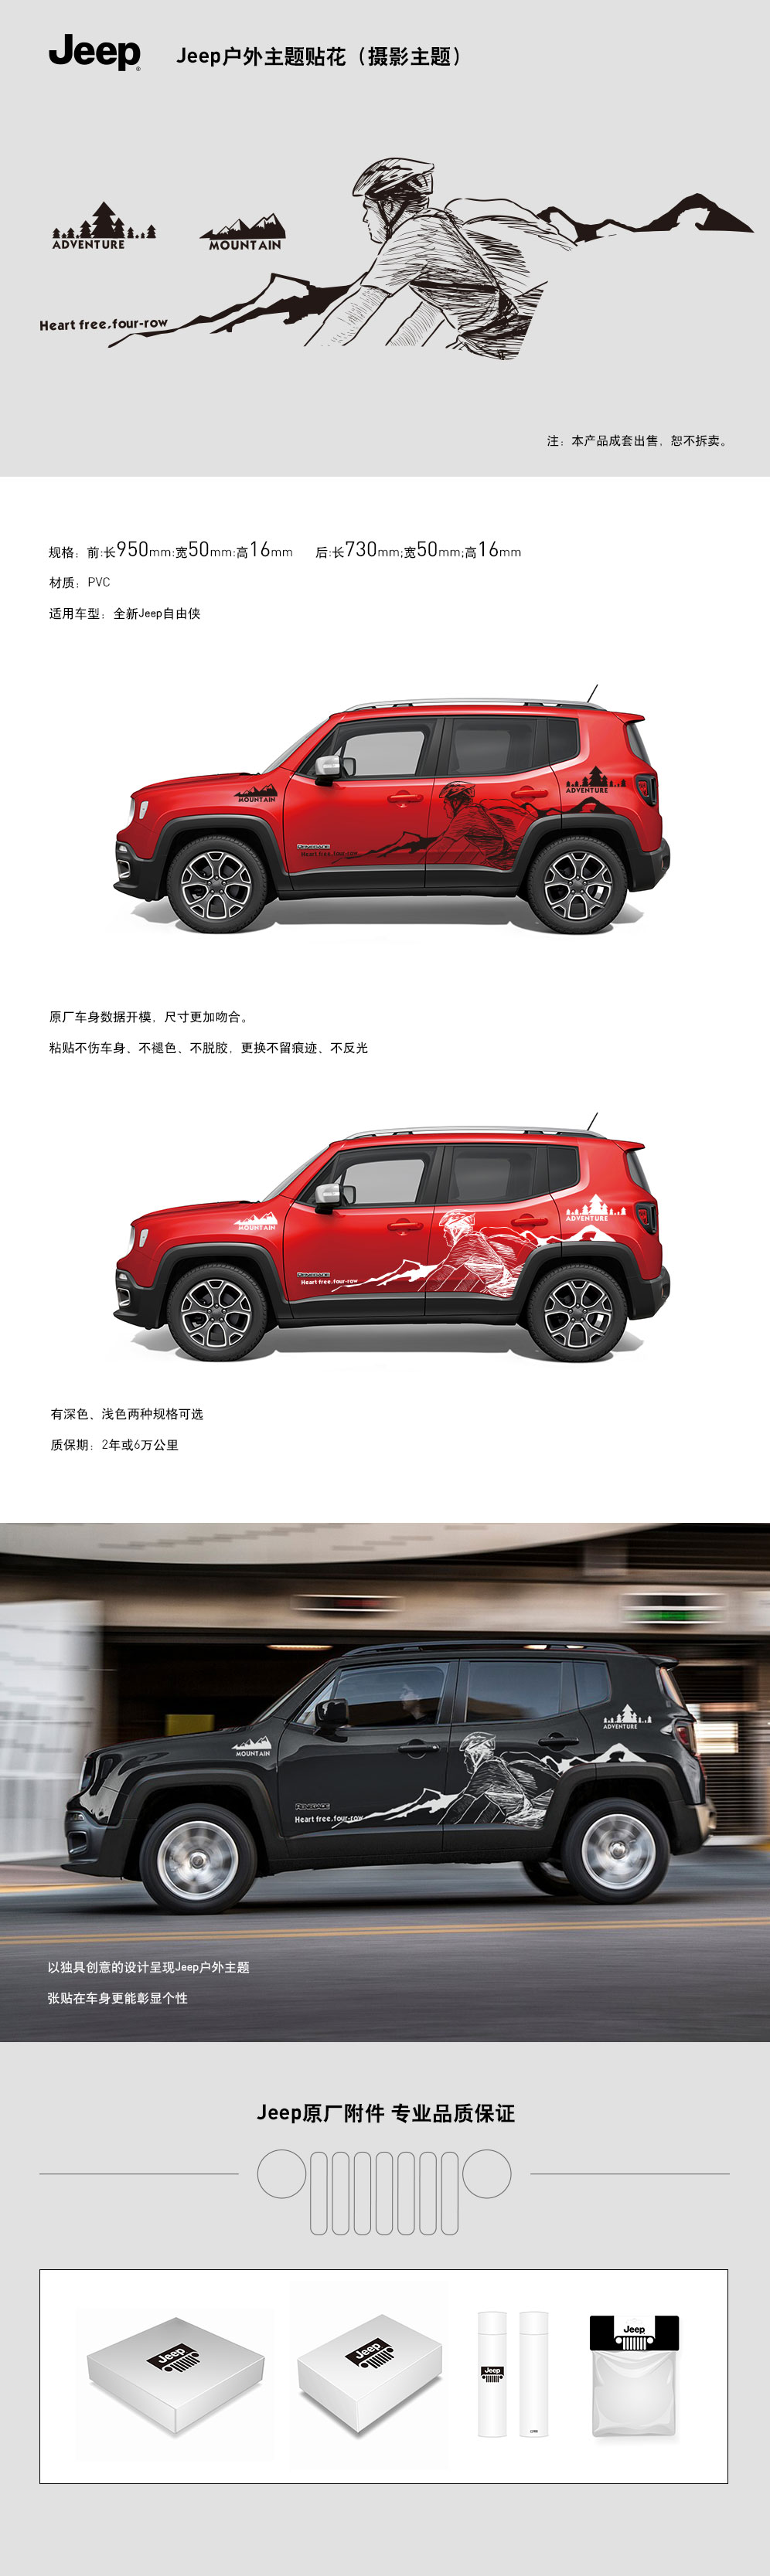 Jeep® Jeep户外主题贴花（摄影主题）
ADVENTURE
MOUNTAIN
Heart free,four-row
注：本产品成套出售，恕不拆卖。
规格：前:长950mm:宽50mm:高16mm 后:长730mm;宽50mm;高16mm
材质：PVC
适用车型：全新Jeep自由侠
MOUNTAIN
ADVENTURE
RENEGADE
Heart free,four-row
原厂车身数据开模，尺寸更加吻合。
粘贴不伤车身、不褪色、不脱胶，更换不留痕迹、不反光
MOUNTAIN
ADVENTURE
RENEGADE
Heart free,four-row
有深色、浅色两种规格可选
质保期：2年或6万公里
ADVENTURE
MOUNTAIN
RENEGADE
Heart free,four-row
以独具创意的设计呈现Jeep户外主题
张贴在车身更能彰显个性
Jeep原厂附件 专业品质保证
Jeep
Jeep
Jeep
Jeep